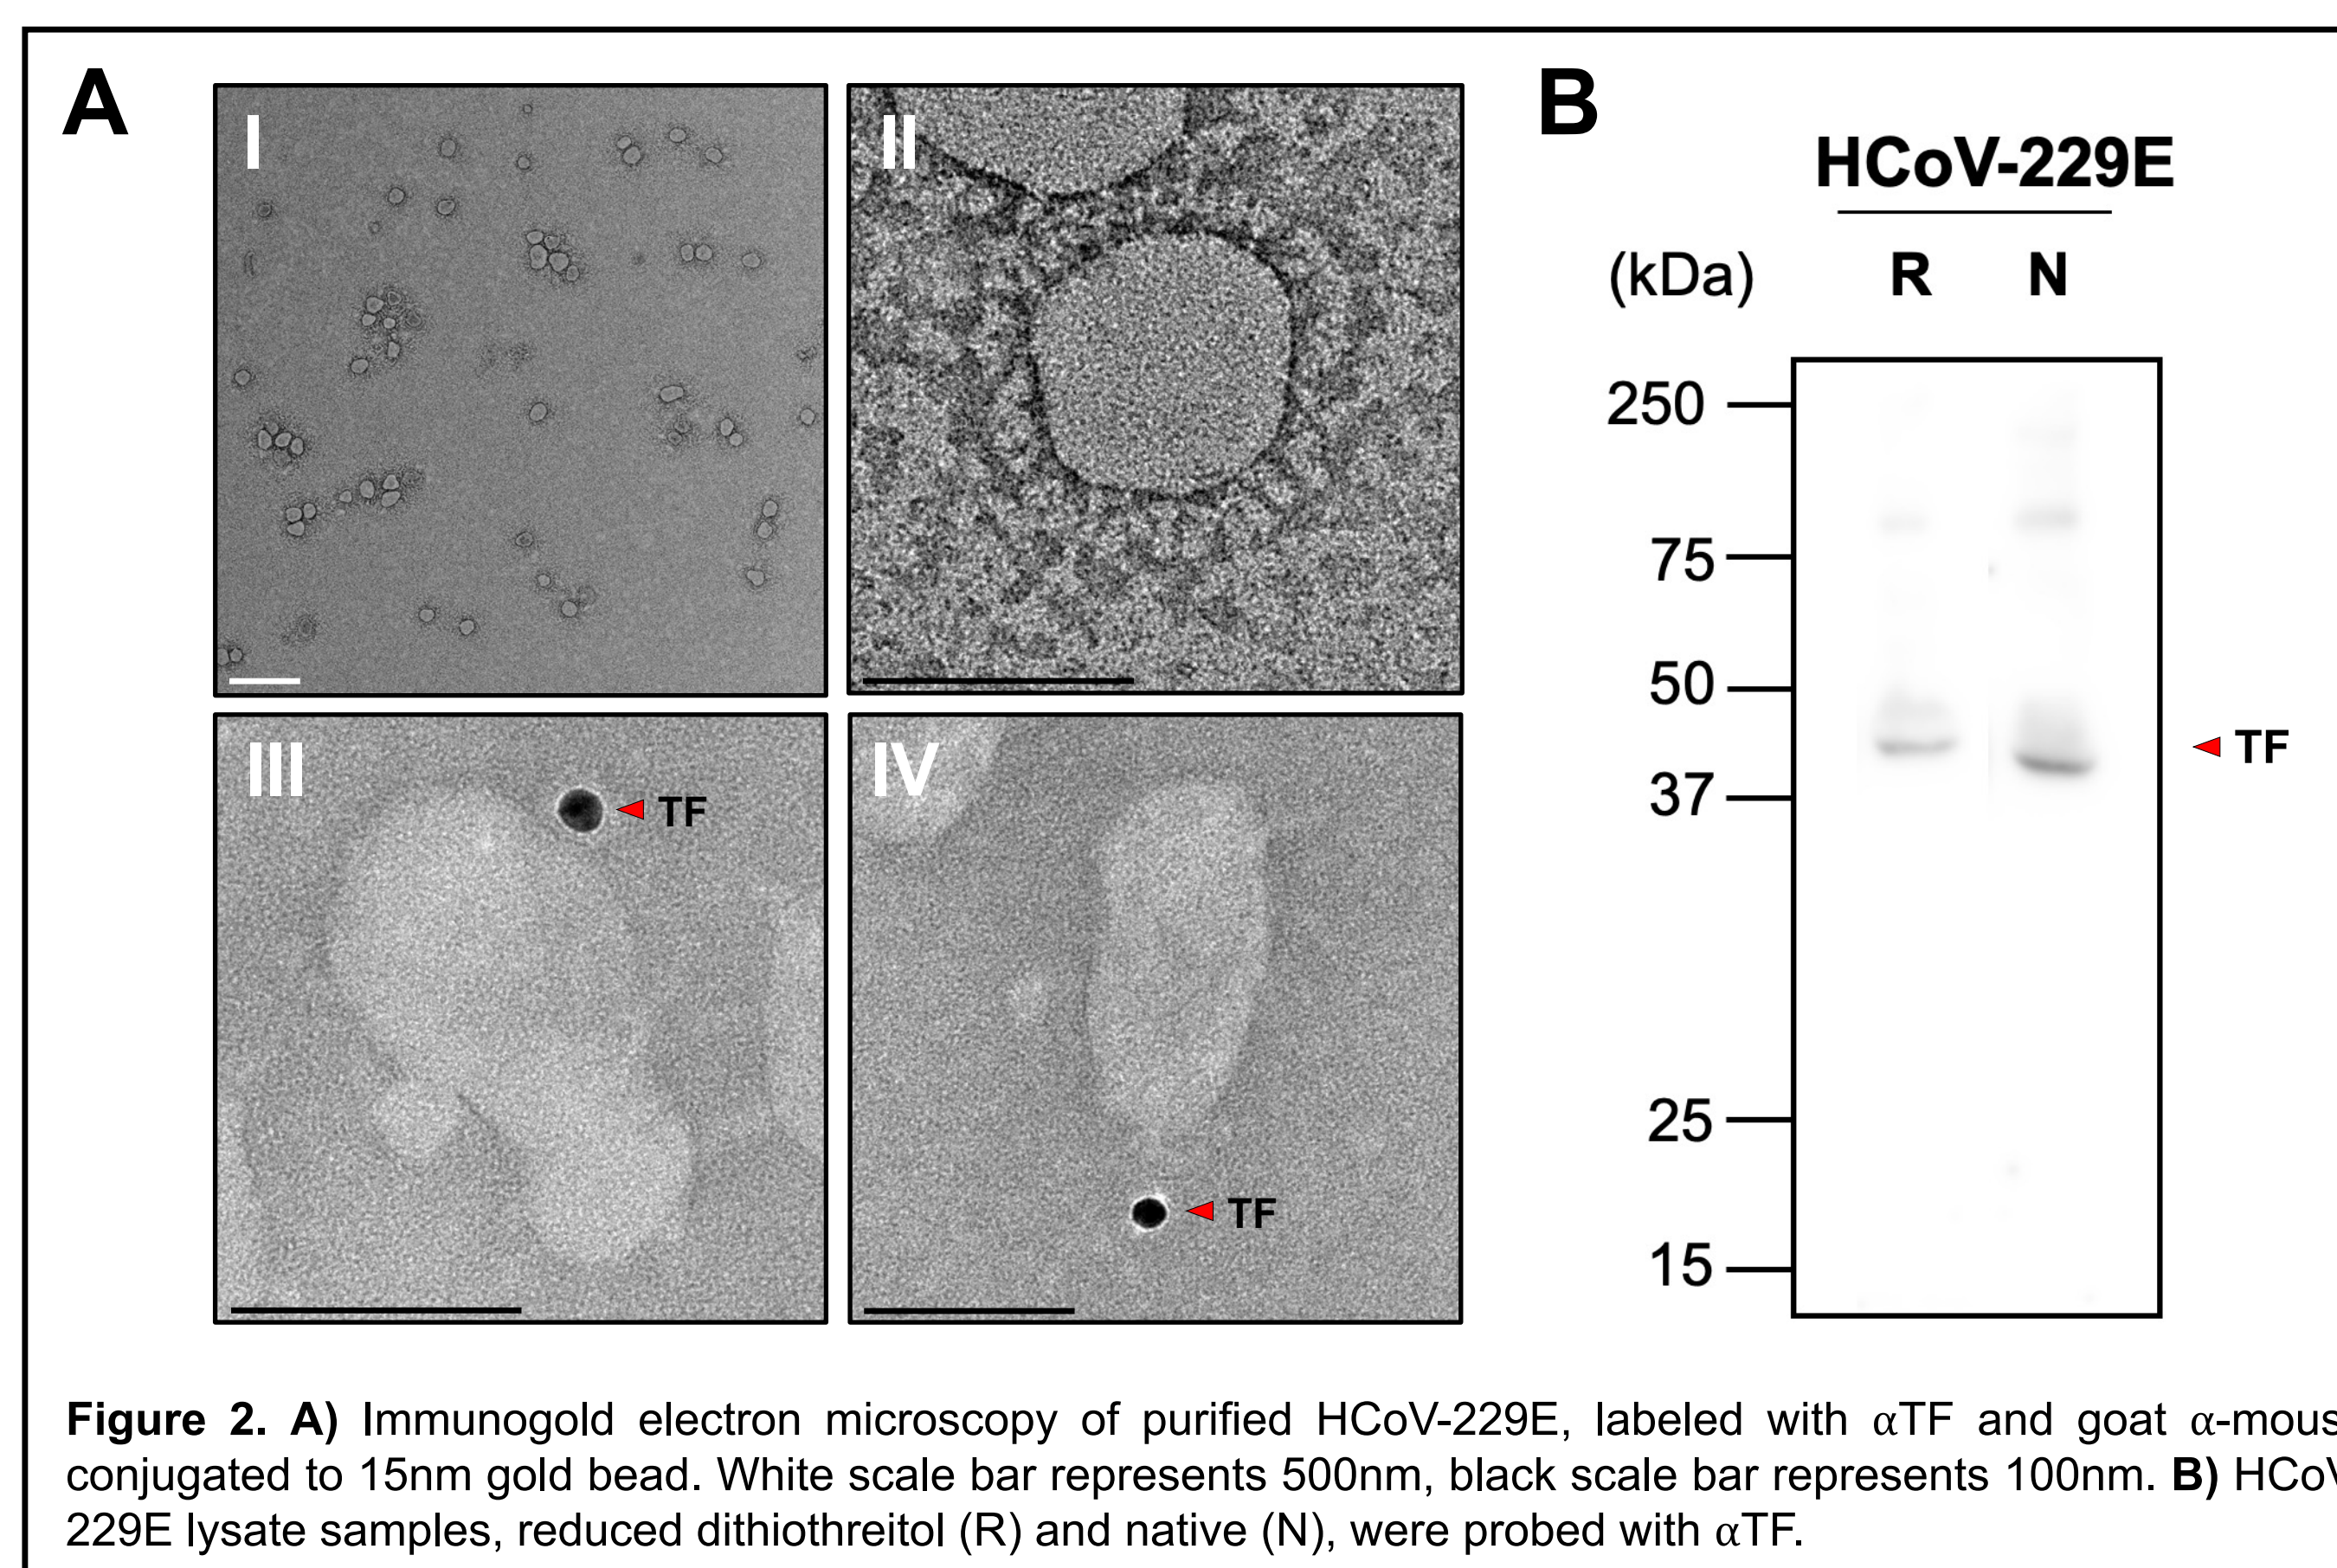 A
I
II
III
TF
IV
TF
B
HCoV-229E
(kDa) R N
250
75
50
TF
37
25
15
Figure 2. A) Immunogold electron microscopy of purified HCoV-229E, labeled with αTF and goat α-mous
conjugated to 15nm gold bead. White scale bar represents 500nm, black scale bar represents 100nm. B) HCoV
229E lysate samples, reduced dithiothreitol (R) and native (N), were probed with αTF.